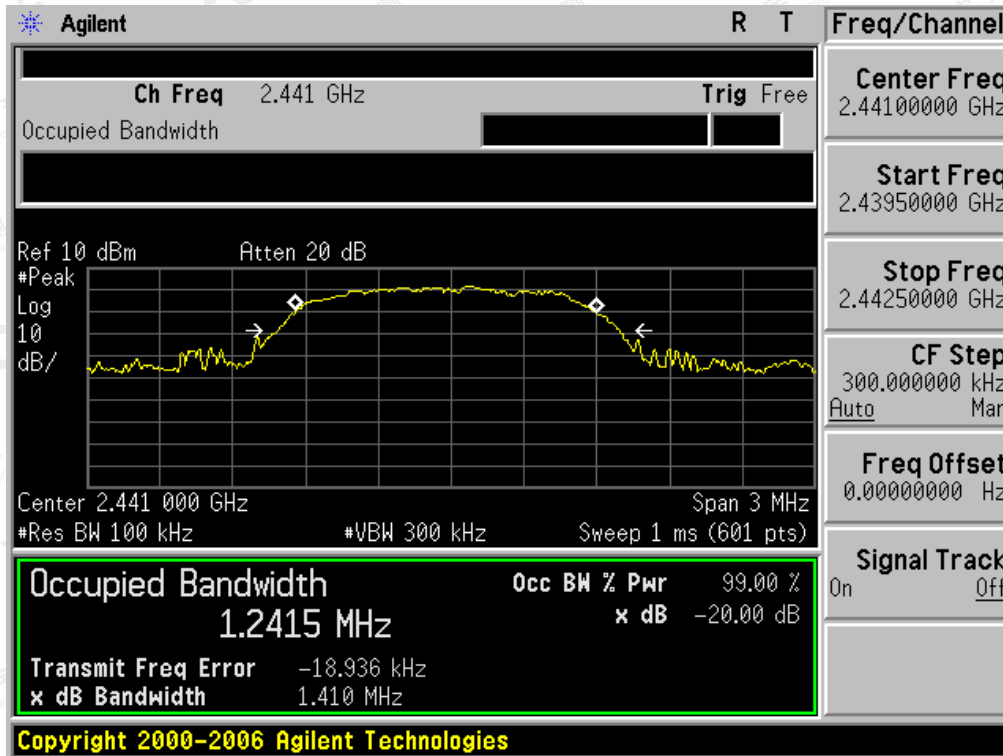 Agilent R T Freq/Channel
Ch Freq 2.441 GHz Trig Free
Occupied Bandwidth
Center Freq
2.44100000 GHz
Start Freq
2.43950000 GHz
Stop Freq
2.44250000 GHz
CF Step
300.000000 kHz
Auto Man
Freq Offset
0.00000000 Hz
Signal Track
On Off
Ref 10 dBm Atten 20 dB
#Peak
Log
10
dB/
Center 2.441 000 GHz Span 3 MHz
#Res BW 100 kHz #VBW 300 kHz Sweep 1 ms (601 pts)
Occupied Bandwidth
1.2415 MHz
Occ BW % Pwr 99.00 %
x dB -20.00 dB
Transmit Freq Error -18.936 kHz
x dB Bandwidth 1.410 MHz
Copyright 2000-2006 Agilent Technologies